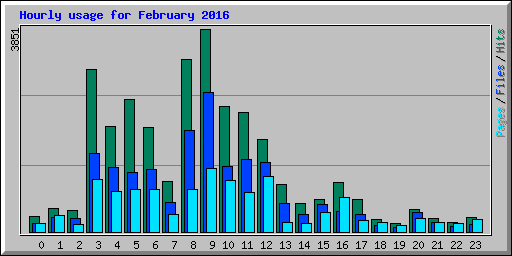 Hourly usage for February 2016
3851
Pages/Files/Hits
0 1 2 3 4 5 6 7 8 9 10 11 12 13 14 15 16 17 18 19 20 21 22 23